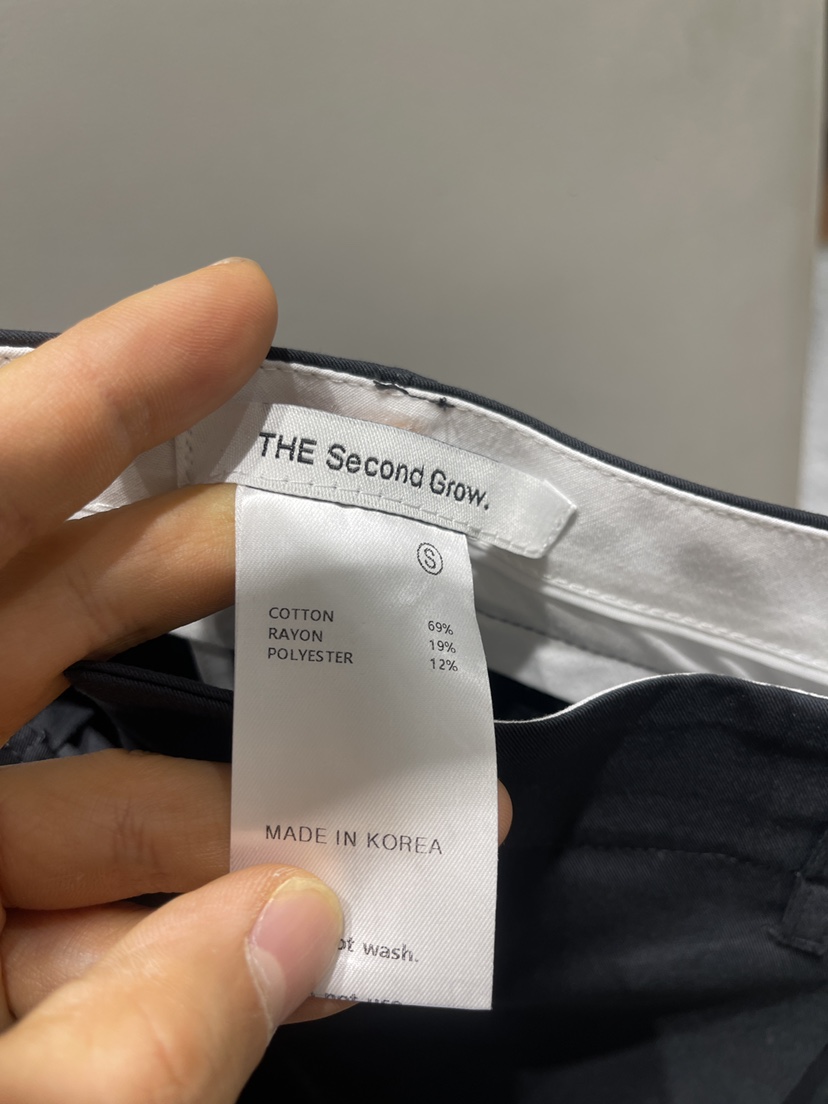 THE Second Grow.
S
COTTON 69%
RAYON 19%
POLYESTER 12%
MADE IN KOREA
wash.